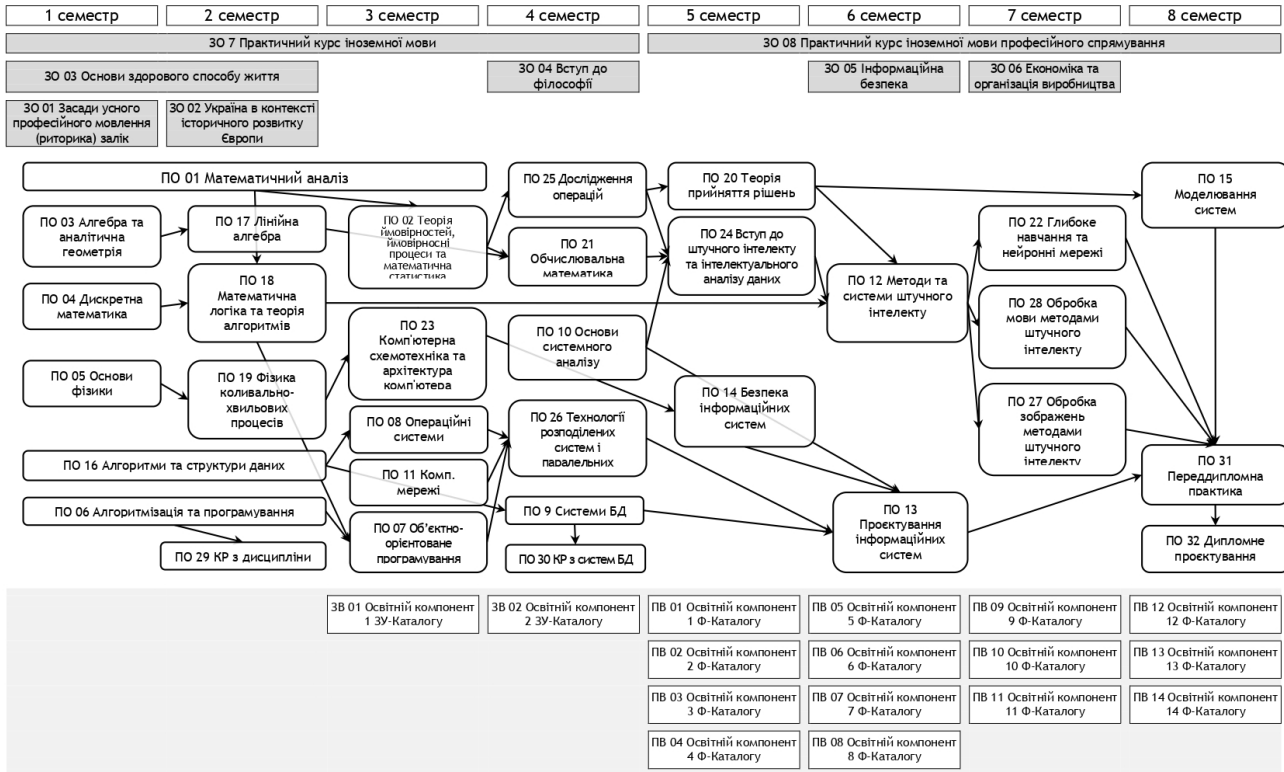 1 семестр
2 семестр
3 семестр
4 семестр
5 семестр
6 семестр
7 семестр
8 семестр
ЗО 7 Практичний курс іноземної мови
ЗО 08 Практичний курс іноземної мови професійного спрямування
ЗО 03 Основи здорового способу життя
ЗО 04 Вступ до
філософії
ЗО 05 Інформаційна
безпека
ЗО 06 Економіка та
організація виробництва
ЗО 01 Засади усного
професійного мовлення
(риторика) залік
ЗО 02 Україна в контексті
історичного розвитку
Європи
ПО 01 Математичний аналіз
ПО 25 Дослідження
операцій
ПО 20 Теорія
прийняття рішень
ПО 15
Моделювання
систем
ПО 03 Алгебра та
аналітична
геометрія
ПО 17 Лінійна
алгебра
ПО 02 Теорія
ймовірностей,
ймовірнісні
процеси та
математична
статистика
ПО 21
Обчислювальна
математика
ПО 24 Вступ до
штучного інтелекту
та інтелектуального
аналізу даних
ПО 22 Глибоке
навчання та
нейронні мережі
ПО 04 Дискретна
математика
ПО 18
Математична
логіка та теорія
алгоритмів
ПО 12 Методи та
системи штучного
інтелекту
ПО 28 Обробка
мови методами
штучного
інтелекту
ПО 23
Комп'ютерна
схемотехніка та
архітектура
комп'ютера
ПО 10 Основи
системного
аналізу
ПО 05 Основи
фізики
ПО 19 Фізика
коливально-
хвильових
процесів
ПО 14 Безпека
інформаційних
систем
ПО 27 Обробка
зображень
методами
штучного
інтелекту
ПО 08 Операційні
системи
ПО 26 Технології
розподілених
систем і
паралельних
ПО 16 Алгоритми та структури даних
ПО 11 Комп.
мережі
ПО 31
Переддипломна
практика
ПО 06 Алгоритмізація та програмування
ПО 07 Об'єктно-
орієнтоване
програмування
ПО 9 Системи БД
ПО 13
Проєктування
інформаційних
систем
ПО 29 КР з дисципліни
ПО 30 КР з систем БД
ПО 32 Дипломне
проєктування
ЗВ 01 Освітній компонент
1 ЗУ-Каталогу
ЗВ 02 Освітній компонент
2 ЗУ-Каталогу
ПВ 01 Освітній компонент
1 Ф-Каталогу
ПВ 05 Освітній компонент
5 Ф-Каталогу
ПВ 09 Освітній компонент
9 Ф-Каталогу
ПВ 12 Освітній компонент
12 Ф-Каталогу
ПВ 02 Освітній компонент
2 Ф-Каталогу
ПВ 06 Освітній компонент
6 Ф-Каталогу
ПВ 10 Освітній компонент
10 Ф-Каталогу
ПВ 13 Освітній компонент
13 Ф-Каталогу
ПВ 03 Освітній компонент
3 Ф-Каталогу
ПВ 07 Освітній компонент
7 Ф-Каталогу
ПВ 11 Освітній компонент
11 Ф-Каталогу
ПВ 14 Освітній компонент
14 Ф-Каталогу
ПВ 04 Освітній компонент
4 Ф-Каталогу
ПВ 08 Освітній компонент
8 Ф-Каталогу